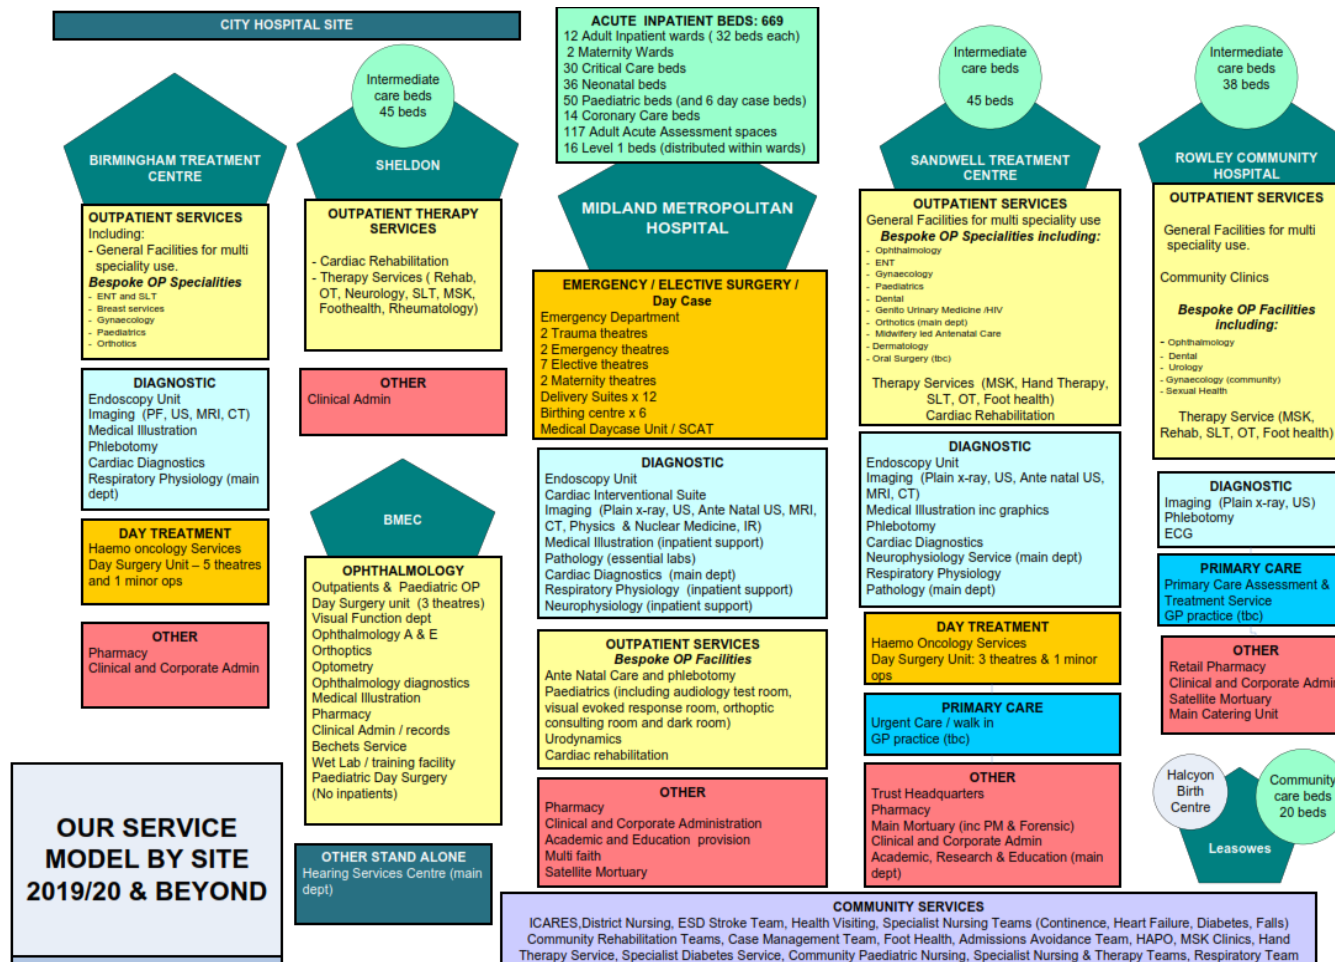 CITY HOSPITAL SITE
BIRMINGHAM TREATMENT
CENTRE
OUTPATIENT SERVICES
Including:
- General Facilities for multi
speciality use.
Bespoke OP Specialities
- ENT and SLT
- Breast services
- Gynaecology
- Paediatrics
- Orthotics
DIAGNOSTIC
Endoscopy Unit
Imaging (PF, US, MRI, CT)
Medical Illustration
Phlebotomy
Cardiac Diagnostics
Respiratory Physiology (main
dept)
DAY TREATMENT
Haemo oncology Services
Day Surgery Unit – 5 theatres
and 1 minor ops
OTHER
Pharmacy
Clinical and Corporate Admin
OUR SERVICE
MODEL BY SITE
2019/20 & BEYOND
Intermediate
care beds
45 beds
SHELDON
OUTPATIENT THERAPY
SERVICES
- Cardiac Rehabilitation
- Therapy Services ( Rehab,
OT, Neurology, SLT, MSK,
Foothealth, Rheumatology)
OTHER
Clinical Admin
BMEC
OPHTHALMOLOGY
Outpatients & Paediatric OP
Day Surgery unit (3 theatres)
Visual Function dept
Ophthalmology A & E
Orthoptics
Optometry
Ophthalmology diagnostics
Medical Illustration
Pharmacy
Clinical Admin / records
Bechets Service
Wet Lab / training facility
Paediatric Day Surgery
(No inpatients)
OTHER STAND ALONE
Hearing Services Centre (main
dept)
ACUTE INPATIENT BEDS: 669
12 Adult Inpatient wards ( 32 beds each)
2 Maternity Wards
30 Critical Care beds
36 Neonatal beds
50 Paediatric beds (and 6 day case beds)
14 Coronary Care beds
117 Adult Acute Assessment spaces
16 Level 1 beds (distributed within wards)
MIDLAND METROPOLITAN
HOSPITAL
EMERGENCY / ELECTIVE SURGERY /
Day Case
Emergency Department
2 Trauma theatres
2 Emergency theatres
7 Elective theatres
2 Maternity theatres
Delivery Suites x 12
Birthing centre x 6
Medical Daycase Unit / SCAT
DIAGNOSTIC
Endoscopy Unit
Cardiac Interventional Suite
Imaging (Plain x-ray, US, Ante Natal US, MRI,
CT, Physics & Nuclear Medicine, IR)
Medical Illustration (inpatient support)
Pathology (essential labs)
Cardiac Diagnostics (main dept)
Respiratory Physiology (inpatient support)
Neurophysiology (inpatient support)
OUTPATIENT SERVICES
Bespoke OP Facilities
Ante Natal Care and phlebotomy
Paediatrics (including audiology test room,
visual evoked response room, orthoptic
consulting room and dark room)
Urodynamics
Cardiac rehabilitation
OTHER
Pharmacy
Clinical and Corporate Administration
Academic and Education provision
Multi faith
Satellite Mortuary
Intermediate
care beds
45 beds
SANDWELL TREATMENT
CENTRE
OUTPATIENT SERVICES
General Facilities for multi speciality use
Bespoke OP Specialities including:
- Ophthalmology
- ENT
- Gynaecology
- Paediatrics
- Dental
- Genito Urinary Medicine /HIV
- Orthotics (main dept)
- Midwifery led Antenatal Care
- Dermatology
- Oral Surgery (tbc)
Therapy Services (MSK, Hand Therapy,
SLT, OT, Foot health)
Cardiac Rehabilitation
DIAGNOSTIC
Endoscopy Unit
Imaging (Plain x-ray, US, Ante natal US,
MRI, CT)
Medical Illustration inc graphics
Phlebotomy
Cardiac Diagnostics
Neurophysiology Service (main dept)
Respiratory Physiology
Pathology (main dept)
DAY TREATMENT
Haemo Oncology Services
Day Surgery Unit: 3 theatres & 1 minor
ops
PRIMARY CARE
Urgent Care / walk in
GP practice (tbc)
OTHER
Trust Headquarters
Pharmacy
Main Mortuary (inc PM & Forensic)
Clinical and Corporate Admin
Academic, Research & Education (main
dept)
Intermediate
care beds
38 beds
ROWLEY COMMUNITY
HOSPITAL
OUTPATIENT SERVICES
General Facilities for multi
speciality use.
Community Clinics
Bespoke OP Facilities
including:
- Ophthalmology
- Dental
- Urology
- Gynaecology (community)
- Sexual Health
Therapy Service (MSK,
Rehab, SLT, OT, Foot health)
DIAGNOSTIC
Imaging (Plain x-ray, US)
Phlebotomy
ECG
PRIMARY CARE
Primary Care Assessment &
Treatment Service
GP practice (tbc)
OTHER
Retail Pharmacy
Clinical and Corporate Admin
Satellite Mortuary
Main Catering Unit
Halcyon
Birth
Centre
Community
care beds
20 beds
Leasowes
COMMUNITY SERVICES
ICARES,District Nursing, ESD Stroke Team, Health Visiting, Specialist Nursing Teams (Continence, Heart Failure, Diabetes, Falls)
Community Rehabilitation Teams, Case Management Team, Foot Health, Admissions Avoidance Team, HAPO, MSK Clinics, Hand
Therapy Service, Specialist Diabetes Service, Community Paediatric Nursing, Specialist Nursing & Therapy Teams, Respiratory Team